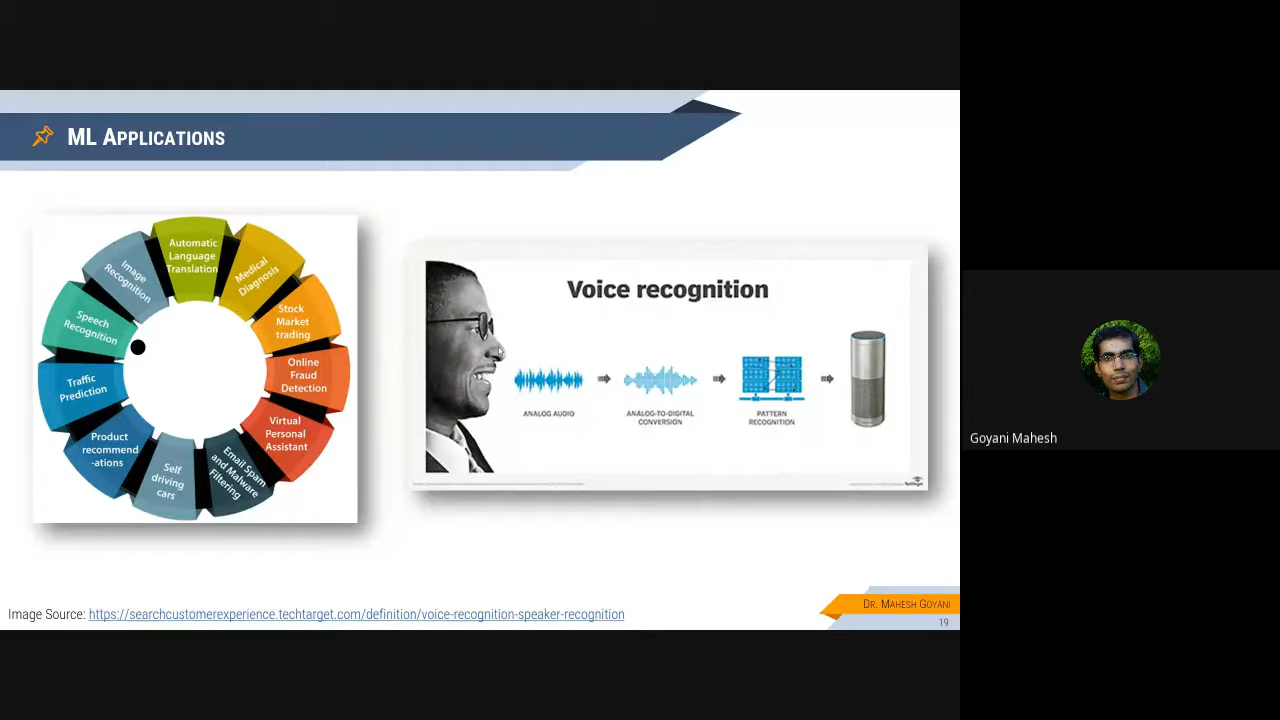 ML Applications
Automatic
Language
Translation
Medical
Diagnosis
Stock
Market
trading
Online
Fraud
Detection
Virtual
Personal
Assistant
Email Spam
and Malware
Filtering
Self
driving
cars
Product
recommend
-ations
Traffic
Prediction
Speech
Recognition
Image
Recognition
Voice recognition
ANALOG AUDIO
ANALOG-TO-DIGITAL
CONVERSION
PATTERN
RECOGNITION
Image Source: https://searchcustomerexperience.techtarget.com/definition/voice-recognition-speaker-recognition
Dr. Mahesh Goyani
19
Goyani Mahesh